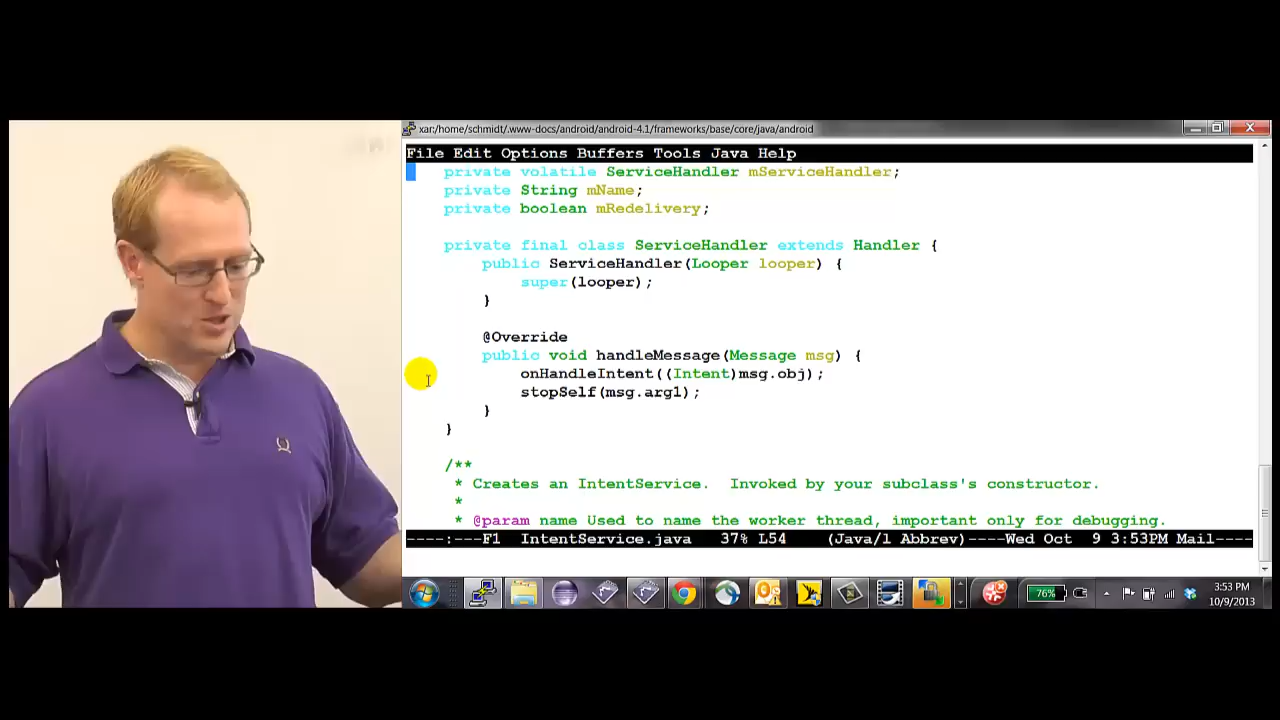 xar:/home/schmidt/.www-docs/android/android-4.1/frameworks/base/core/java/android
File Edit Options Buffers Tools Java Help
private volatile ServiceHandler mServiceHandler;
private String mName;
private boolean mRedelivery;
private final class ServiceHandler extends Handler {
public ServiceHandler(Looper looper) {
super(looper);
}
@Override
public void handleMessage(Message msg) {
onHandleIntent((Intent)msg.obj);
stopSelf(msg.arg1);
}
}
/**
* Creates an IntentService.  Invoked by your subclass's constructor.
*
* @param name Used to name the worker thread, important only for debugging.
----:---F1  IntentService.java   37% L54    (Java/l Abbrev)----Wed Oct  9 3:53PM Mail----
76%
3:53 PM
10/9/2013